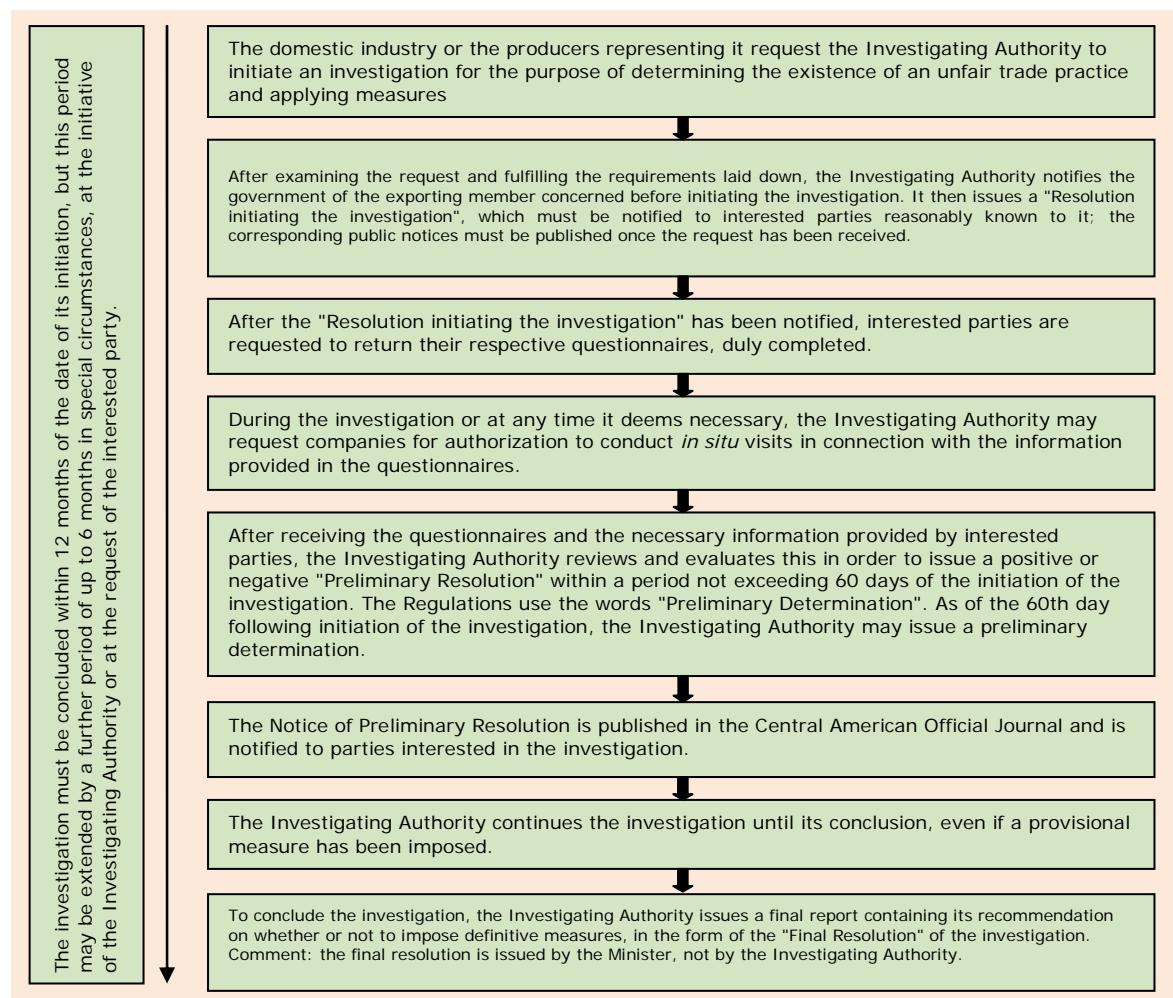 The investigation must be concluded within 12 months of the date of its initiation, but this period
may be extended by a further period of up to 6 months in special circumstances, at the initiative
of the Investigating Authority or at the request of the interested party.
The domestic industry or the producers representing it request the Investigating Authority to
initiate an investigation for the purpose of determining the existence of an unfair trade practice
and applying measures
After examining the request and fulfilling the requirements laid down, the Investigating Authority notifies the
government of the exporting member concerned before initiating the investigation. It then issues a "Resolution
initiating the investigation", which must be notified to interested parties reasonably known to it; the
corresponding public notices must be published once the request has been received.
After the "Resolution initiating the investigation" has been notified, interested parties are
requested to return their respective questionnaires, duly completed.
During the investigation or at any time it deems necessary, the Investigating Authority may
request companies for authorization to conduct in situ visits in connection with the information
provided in the questionnaires.
After receiving the questionnaires and the necessary information provided by interested
parties, the Investigating Authority reviews and evaluates this in order to issue a positive or
negative "Preliminary Resolution" within a period not exceeding 60 days of the initiation of the
investigation. The Regulations use the words "Preliminary Determination". As of the 60th day
following initiation of the investigation, the Investigating Authority may issue a preliminary
determination.
The Notice of Preliminary Resolution is published in the Central American Official Journal and is
notified to parties interested in the investigation.
The Investigating Authority continues the investigation until its conclusion, even if a provisional
measure has been imposed.
To conclude the investigation, the Investigating Authority issues a final report containing its recommendation
on whether or not to impose definitive measures, in the form of the "Final Resolution" of the investigation.
Comment: the final resolution is issued by the Minister, not by the Investigating Authority.